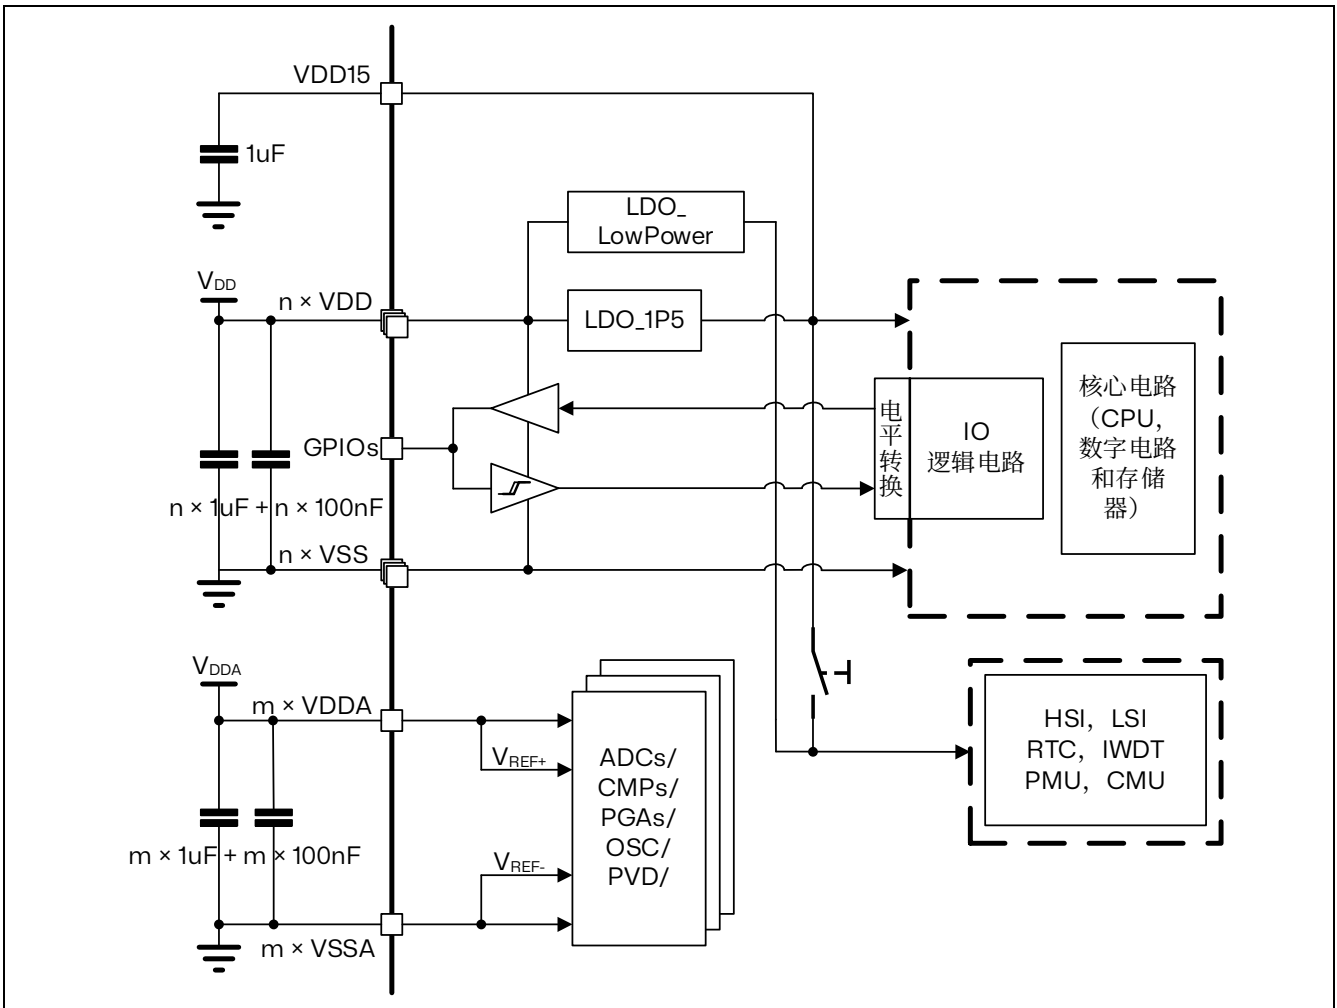 VDD15
1uF
LDO_
LowPower
VDD
n × VDD
LDO_1P5
GPIOs
电
平
转
换
IO
逻辑电路
核心电路
（CPU，
数字电路
和存储
器）
n × 1uF + n × 100nF
n × VSS
VDDA
m × VDDA
VREF+
ADCs/
CMPs/
PGAs/
OSC/
PVD/
HSI，LSI
RTC，IWDT
PMU，CMU
m × 1uF + m × 100nF
VREF-
m × VSSA